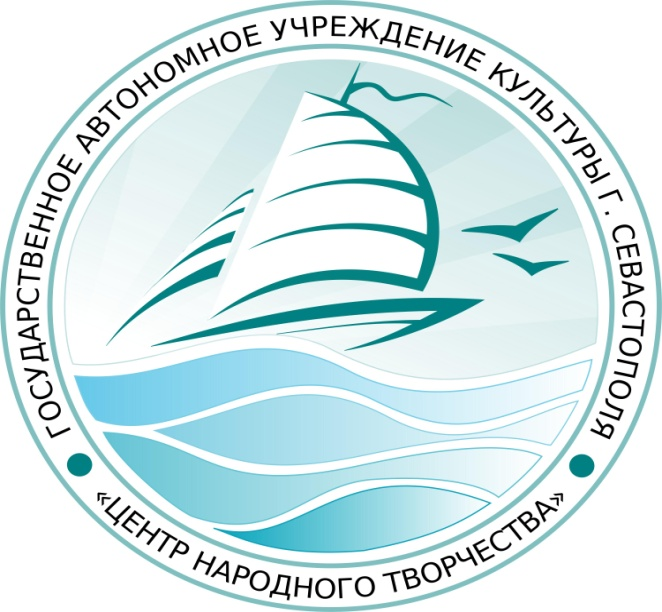 ГОСУДАРСТВЕННОЕ АВТОНОМНОЕ УЧРЕЖДЕНИЕ КУЛЬТУРЫ Г. СЕВАСТОПОЛЯ
«ЦЕНТР НАРОДНОГО ТВОРЧЕСТВА»